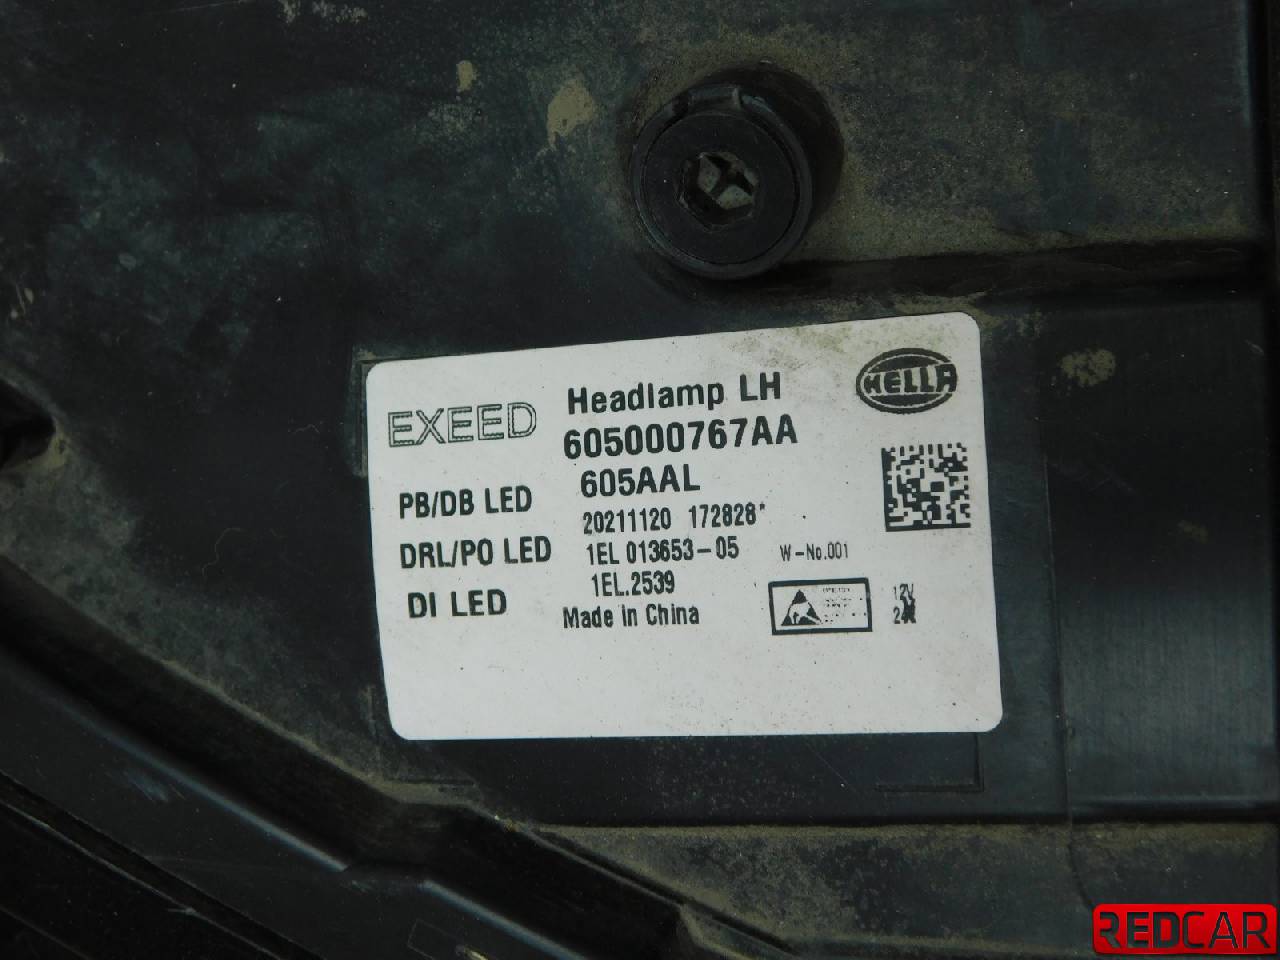 EXEED
Headlamp LH
HELLA
605000767AA
605AAL
PB/DB LED
20211120 172828*
DRL/PO LED
1EL 013653-05
W-No.001
DI LED
1EL.2539
12V
Made in China
REDCAR